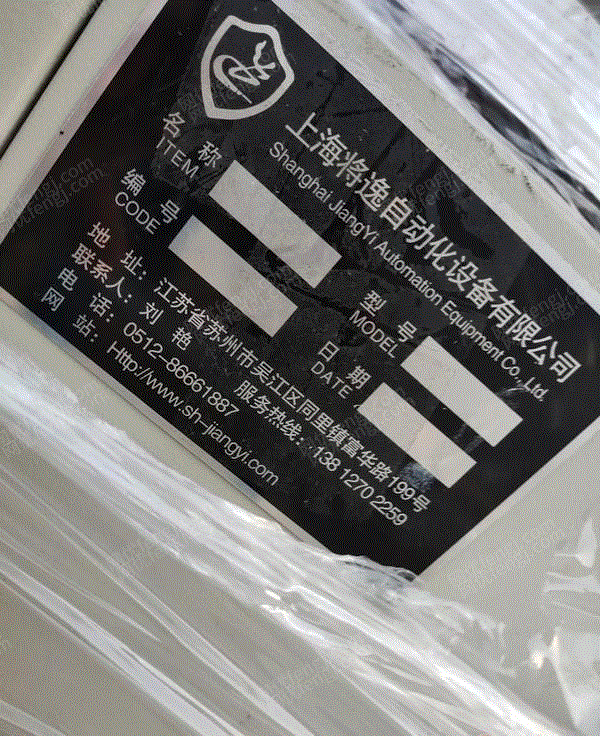 上海将逸自动化设备有限公司
Shanghai JiangYi Automation Equipment Co., Ltd.
名 称 型 号
ITEM MODEL
编 号 日 期
CODE DATE
地 址：江苏省苏州市吴江区同里镇富华路199号
联系人：刘 艳 服务热线：138 1270 2259
电 话：0512-86661887
网 站：Http://www.sh-jiangyi.com